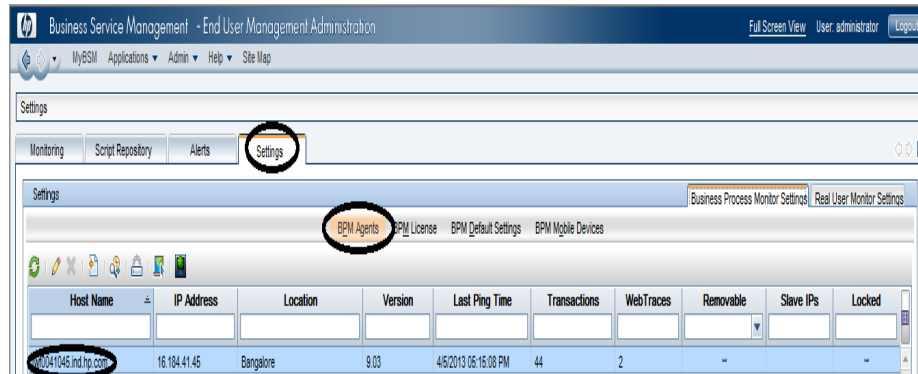 hp Business Service Management - End User Management Administration Full Screen View User: administrator Logout
MyBSM Applications Admin Help Site Map
Settings
Monitoring Script Repository Alerts Settings
Settings Business Process Monitor Settings Real User Monitor Settings
BPM Agents BPM License BPM Default Settings BPM Mobile Devices
Host Name IP Address Location Version Last Ping Time Transactions WebTraces Removable Slave IPs Locked
16.184.41.45 Bangalore 9.03 4/5/2013 05:15:08 PM 44 2 -- --